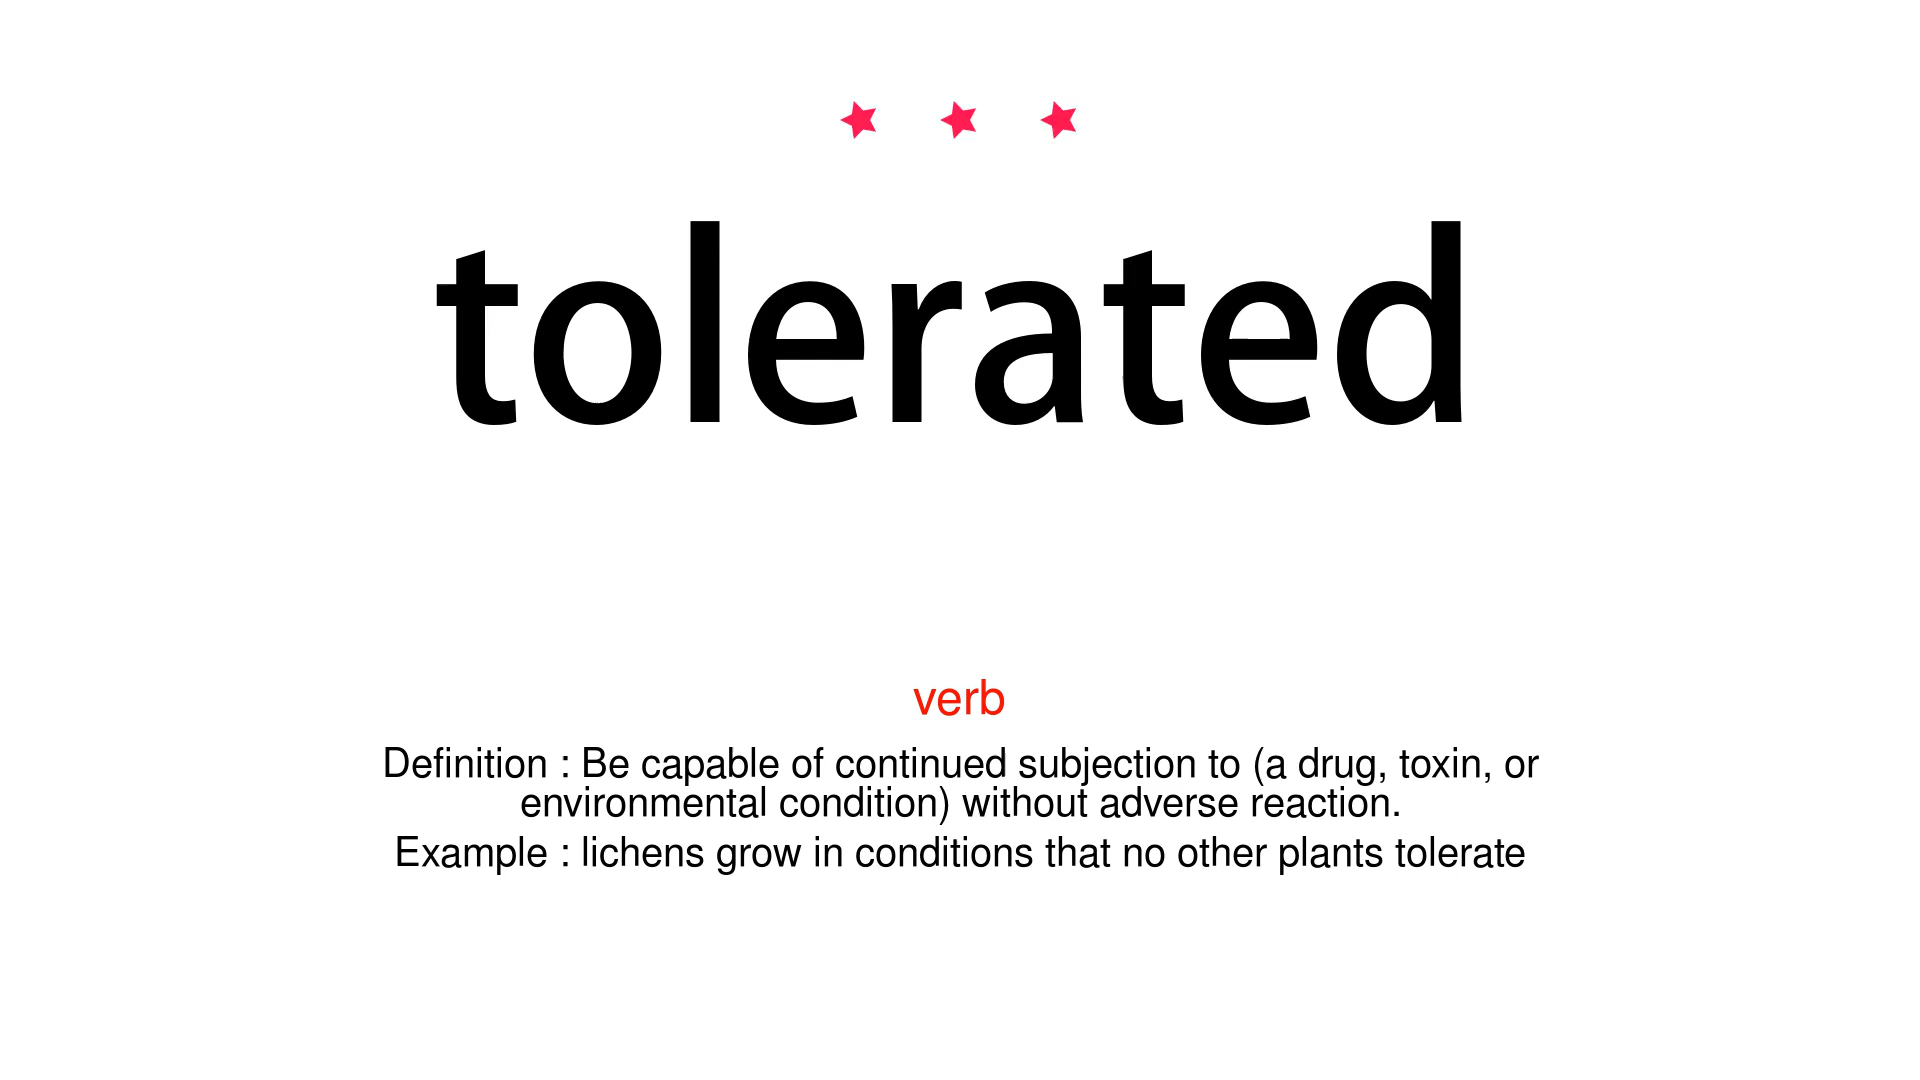 tolerated
verb
Definition : Be capable of continued subjection to (a drug, toxin, or
environmental condition) without adverse reaction.
Example : lichens grow in conditions that no other plants tolerate